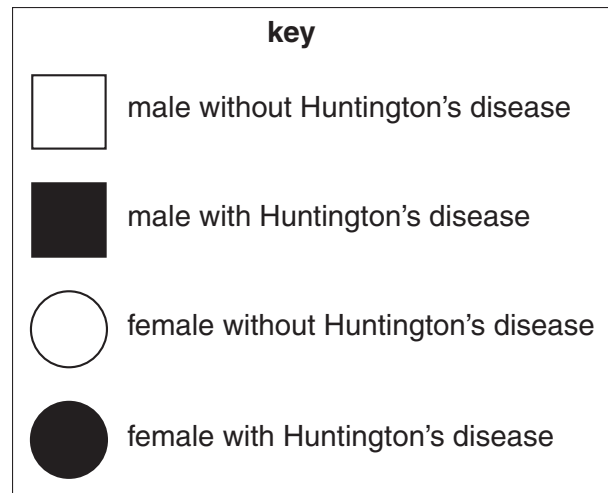 key
male without Huntington’s disease
male with Huntington’s disease
female without Huntington’s disease
female with Huntington’s disease